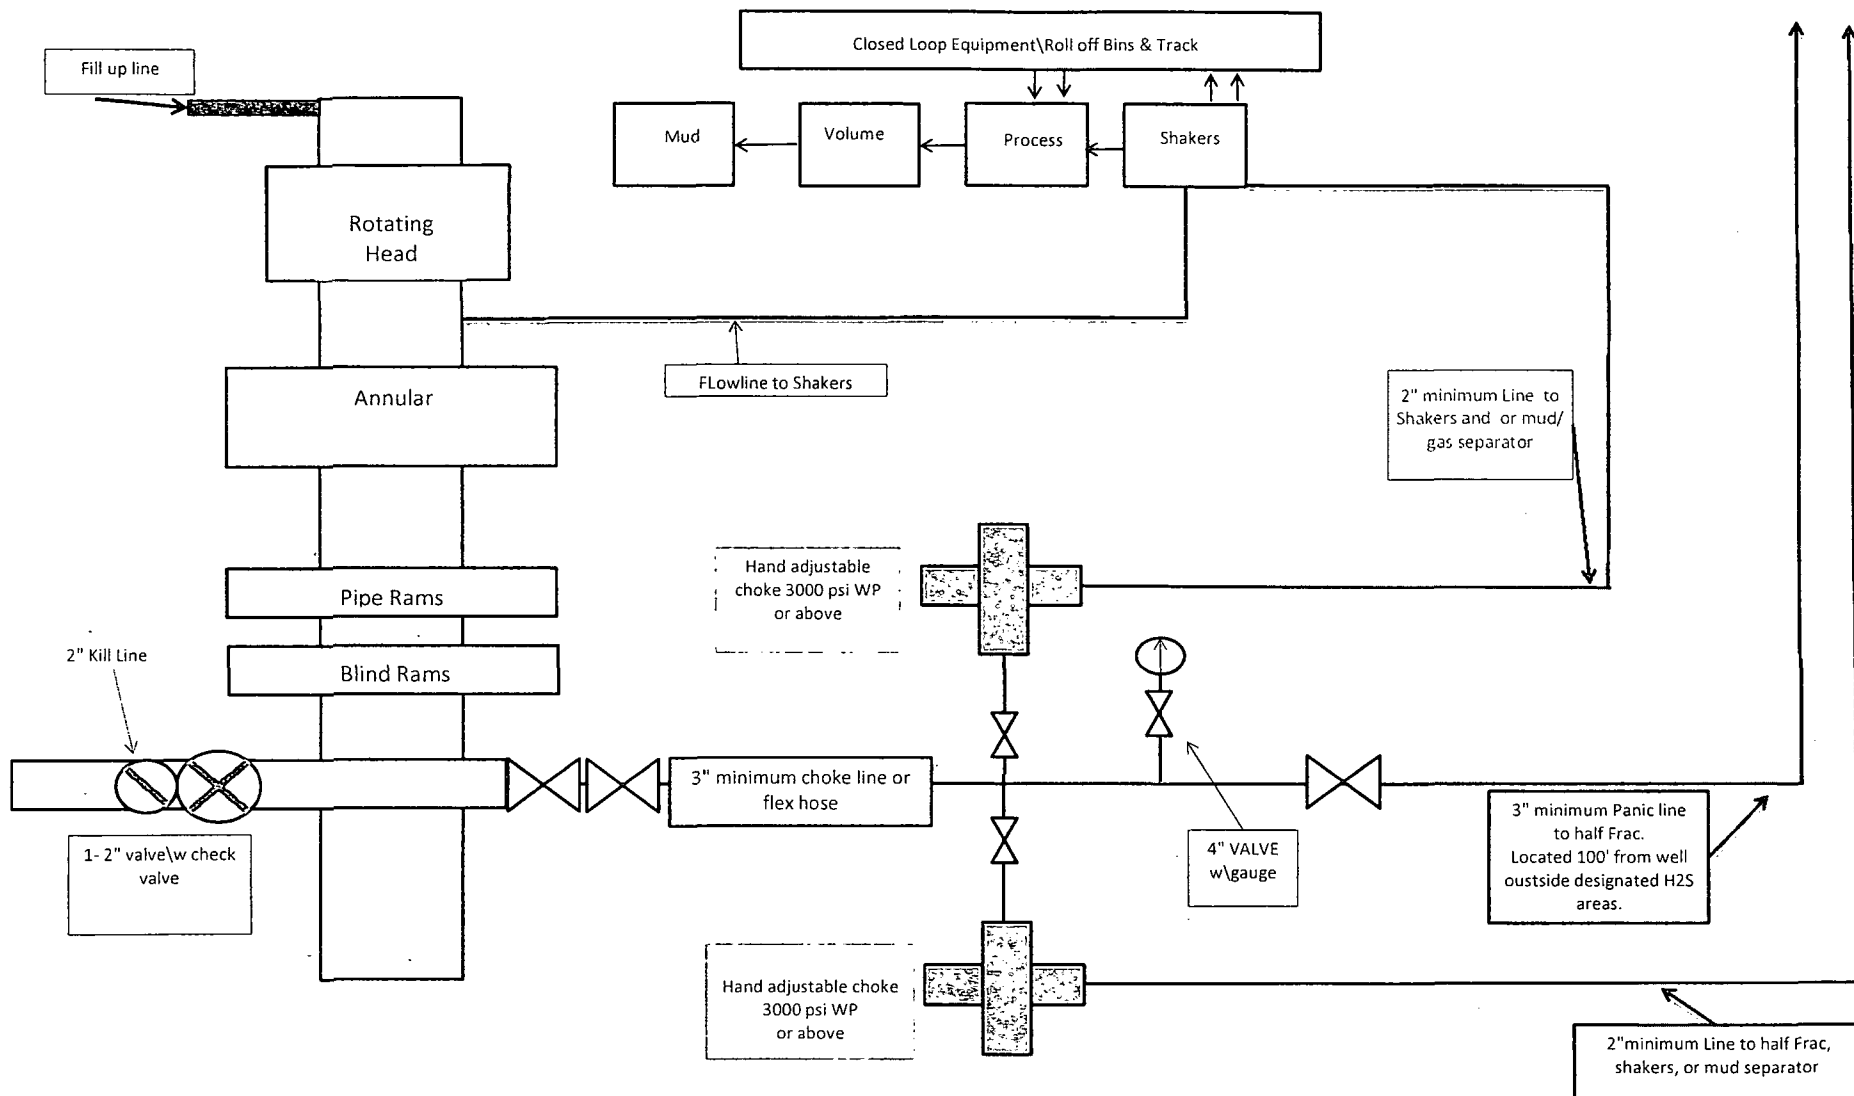 Closed Loop Equipment\Roll off Bins & Track
Fill up line
Mud
Volume
Process
Shakers
Rotating
Head
FLowline to Shakers
Annular
2" minimum Line to
Shakers and or mud/
gas separator
Hand adjustable
choke 3000 psi WP
or above
Pipe Rams
2" Kill Line
Blind Rams
3" minimum choke line or
flex hose
3" minimum Panic line
to half Frac.
Located 100' from well
oustside designated H2S
areas.
1- 2" valve\w check
valve
4" VALVE
w\gauge
Hand adjustable choke
3000 psi WP
or above
2"minimum Line to half Frac,
shakers, or mud separator